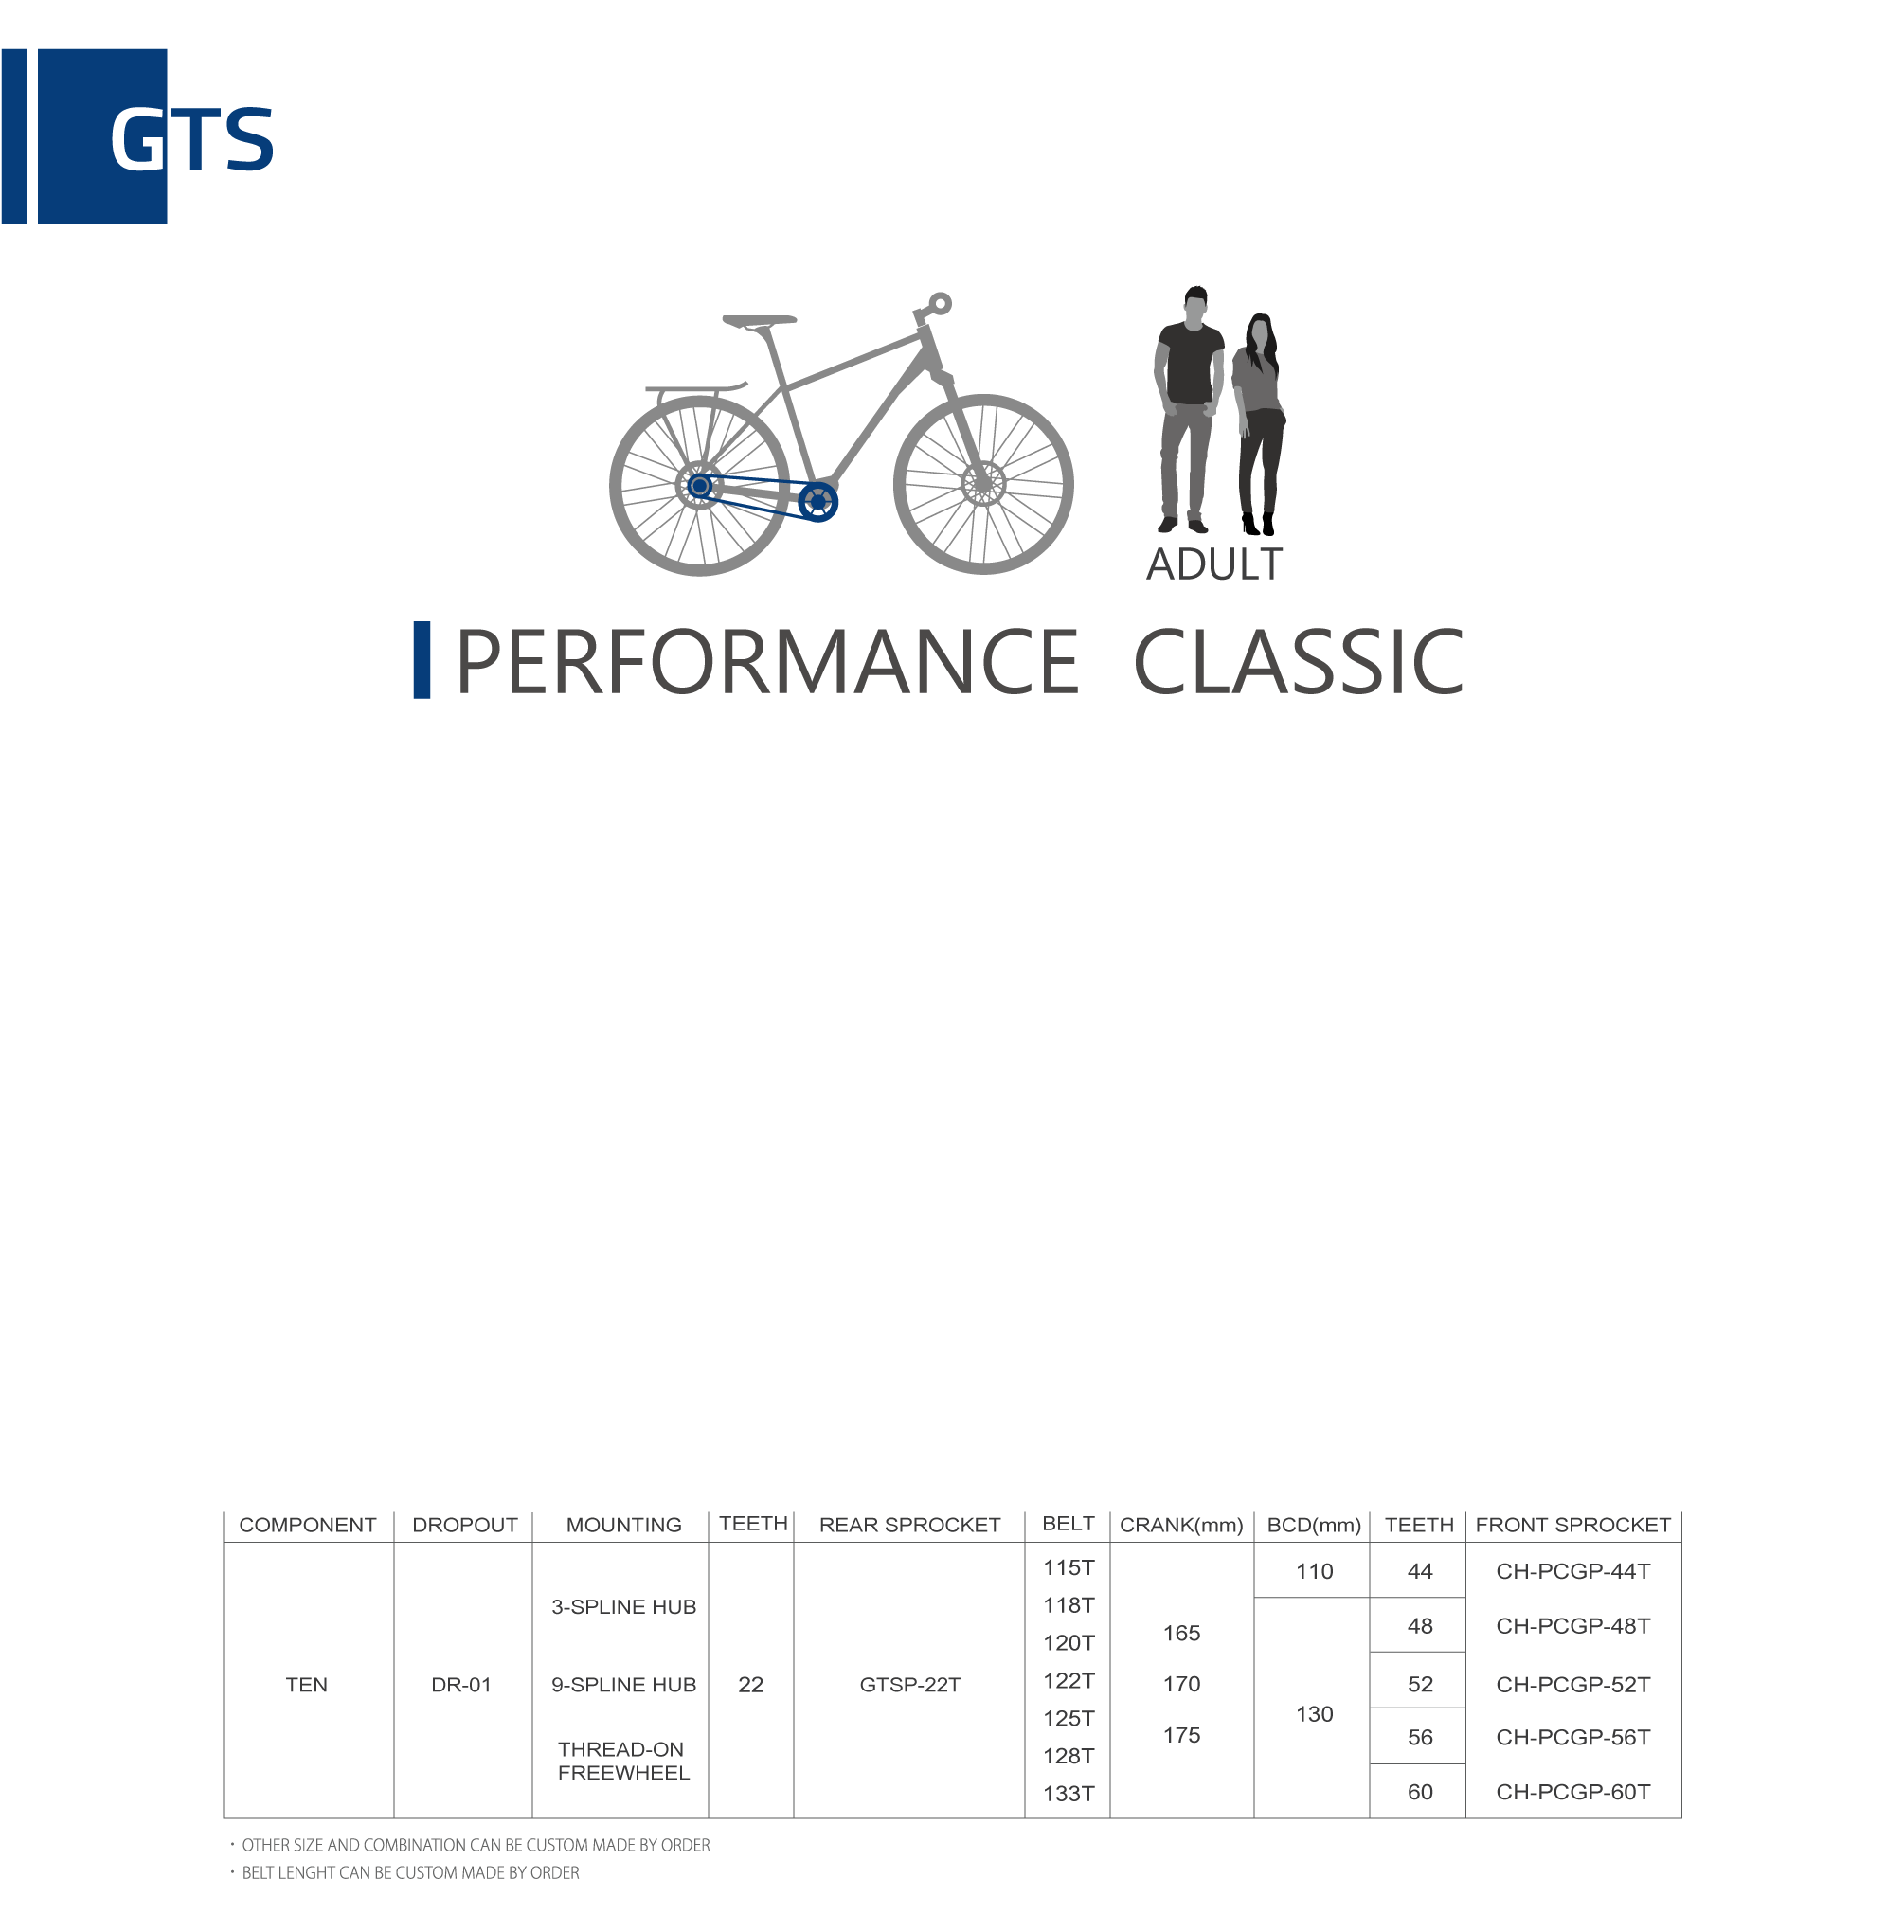 GTS
ADULT
PERFORMANCE CLASSIC
COMPONENT DROPOUT MOUNTING TEETH REAR SPROCKET BELT CRANK(mm) BCD(mm) TEETH FRONT SPROCKET
115T 110 44 CH-PCGP-44T
3-SPLINE HUB 118T 165 48 CH-PCGP-48T
120T
TEN DR-01 9-SPLINE HUB 22 GTSP-22T 122T 170 52 CH-PCGP-52T
125T 130
175 56 CH-PCGP-56T
THREAD-ON 128T
FREEWHEEL
133T 60 CH-PCGP-60T
· OTHER SIZE AND COMBINATION CAN BE CUSTOM MADE BY ORDER
· BELT LENGHT CAN BE CUSTOM MADE BY ORDER